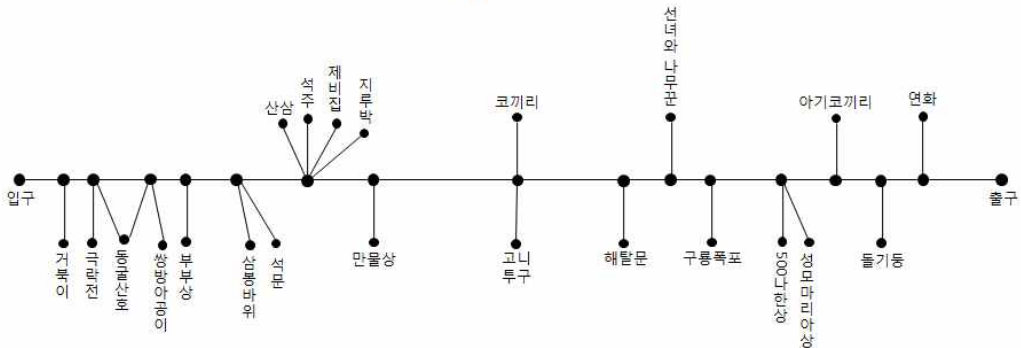 입구
거북이
극락전
동굴산호
쌍방아공이
부부상
삼봉바위
석문
산삼
석주
제비집
지루박
만물상
코끼리
고니
투구
해탈문
선녀와 나무꾼
구룡폭포
500나한상
성모마리아상
아기코끼리
돌기둥
연화
출구